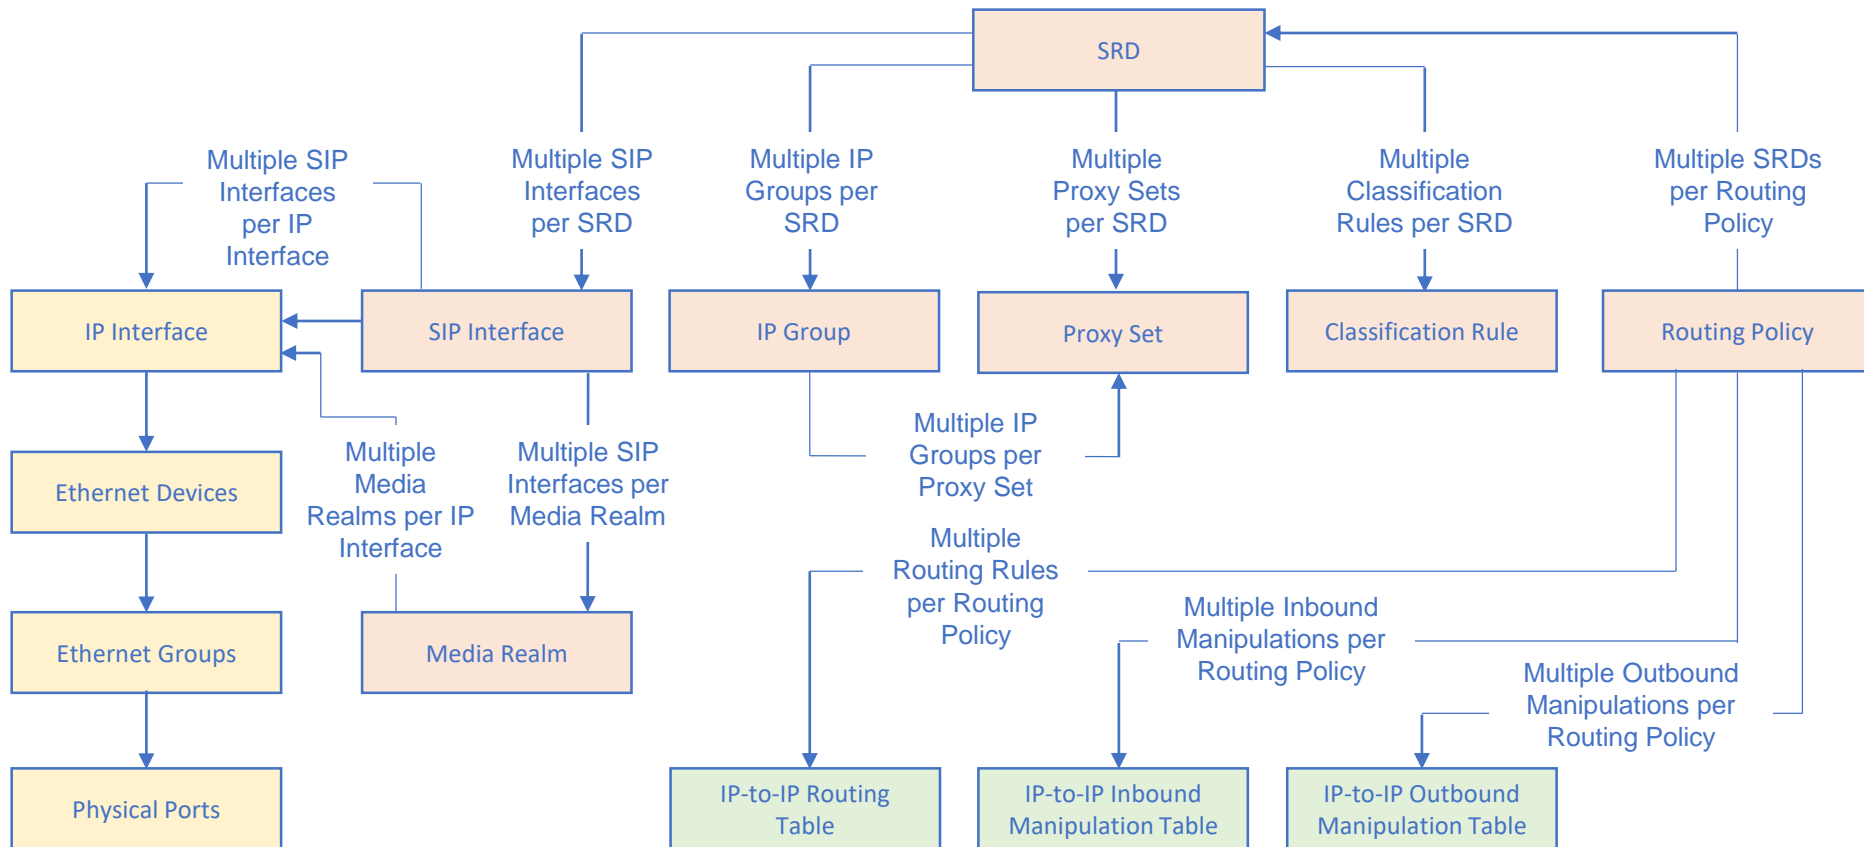 SRD
Multiple SIP
Interfaces
per IP
Interface
Multiple SIP
Interfaces
per SRD
Multiple IP
Groups per
SRD
Multiple
Proxy Sets
per SRD
Multiple
Classification
Rules per SRD
Multiple SRDs
per Routing
Policy
IP Interface
SIP Interface
IP Group
Proxy Set
Classification Rule
Routing Policy
Multiple
Media
Realms per IP
Interface
Multiple SIP
Interfaces per
Media Realm
Multiple IP
Groups per
Proxy Set
Ethernet Devices
Multiple
Routing Rules
per Routing
Policy
Multiple Inbound
Manipulations per
Routing Policy
Multiple Outbound
Manipulations per
Routing Policy
Ethernet Groups
Media Realm
Physical Ports
IP-to-IP Routing
Table
IP-to-IP Inbound
Manipulation Table
IP-to-IP Outbound
Manipulation Table